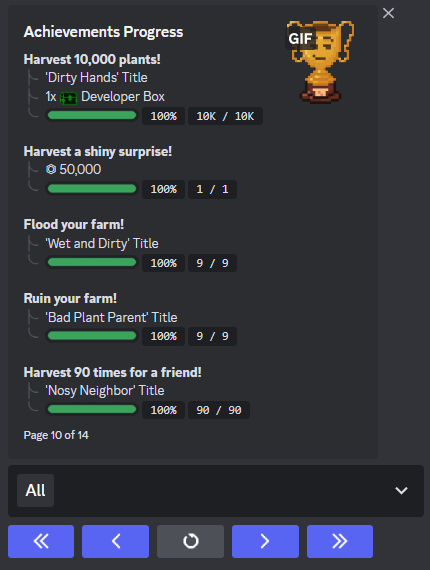 Achievements Progress
GIF
Harvest 10,000 plants!
'Dirty Hands' Title
1x Developer Box
100% 10K / 10K
Harvest a shiny surprise!
50,000
100% 1 / 1
Flood your farm!
'Wet and Dirty' Title
100% 9 / 9
Ruin your farm!
'Bad Plant Parent' Title
100% 9 / 9
Harvest 90 times for a friend!
'Nosy Neighbor' Title
100% 90 / 90
Page 10 of 14
All